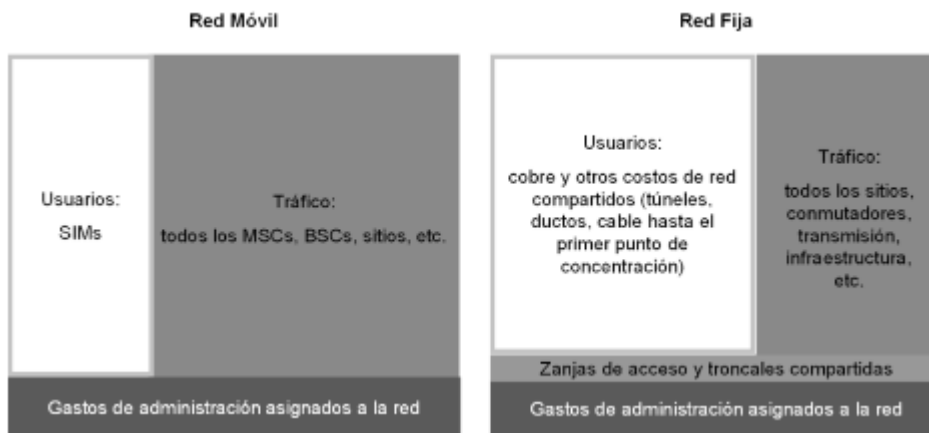 Red Móvil
Usuarios:
SIMs
Tráfico:
todos los MSCs, BSCs, sitios, etc.
Gastos de administración asignados a la red
Red Fija
Usuarios:
cobre y otros costos de red
compartidos (túneles,
ductos, cable hasta el
primer punto de
concentración)
Tráfico:
todos los sitios,
conmutadores,
transmisión,
infraestructura,
etc.
Zanjas de acceso y troncales compartidas
Gastos de administración asignados a la red